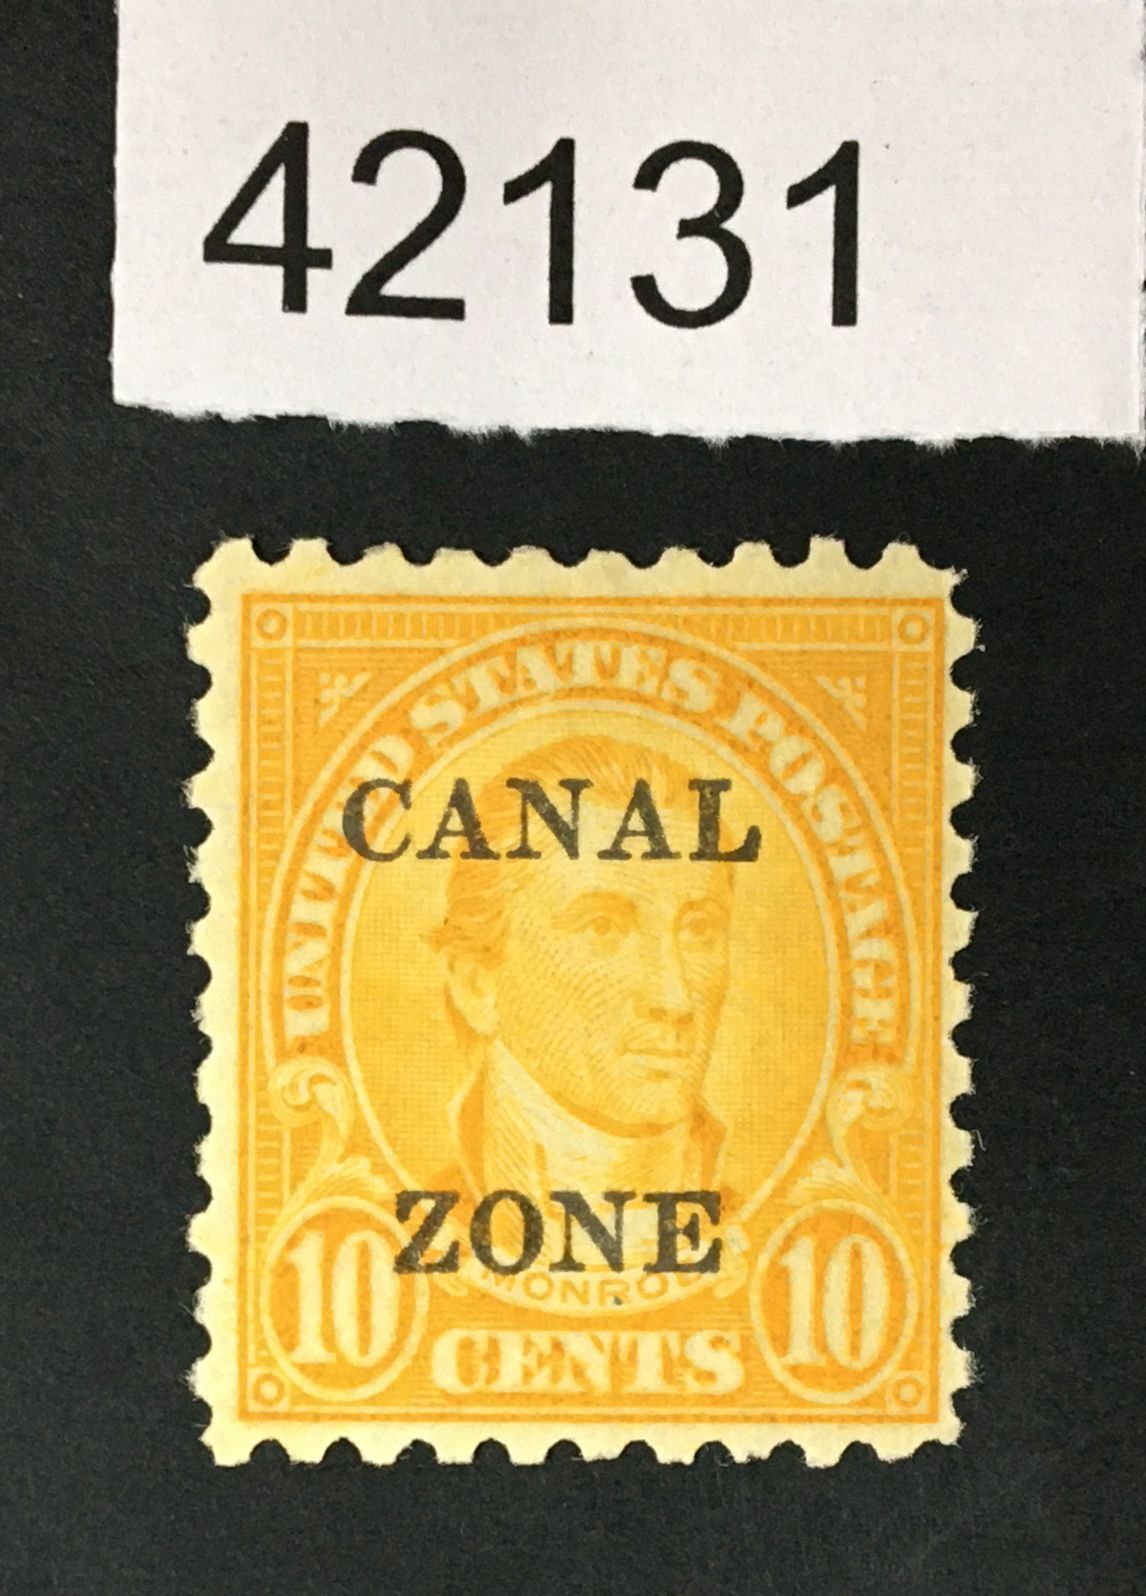 42131
UNITED STATES POSTAGE
CANAL
ZONE
MONROE
10 10
CENTS